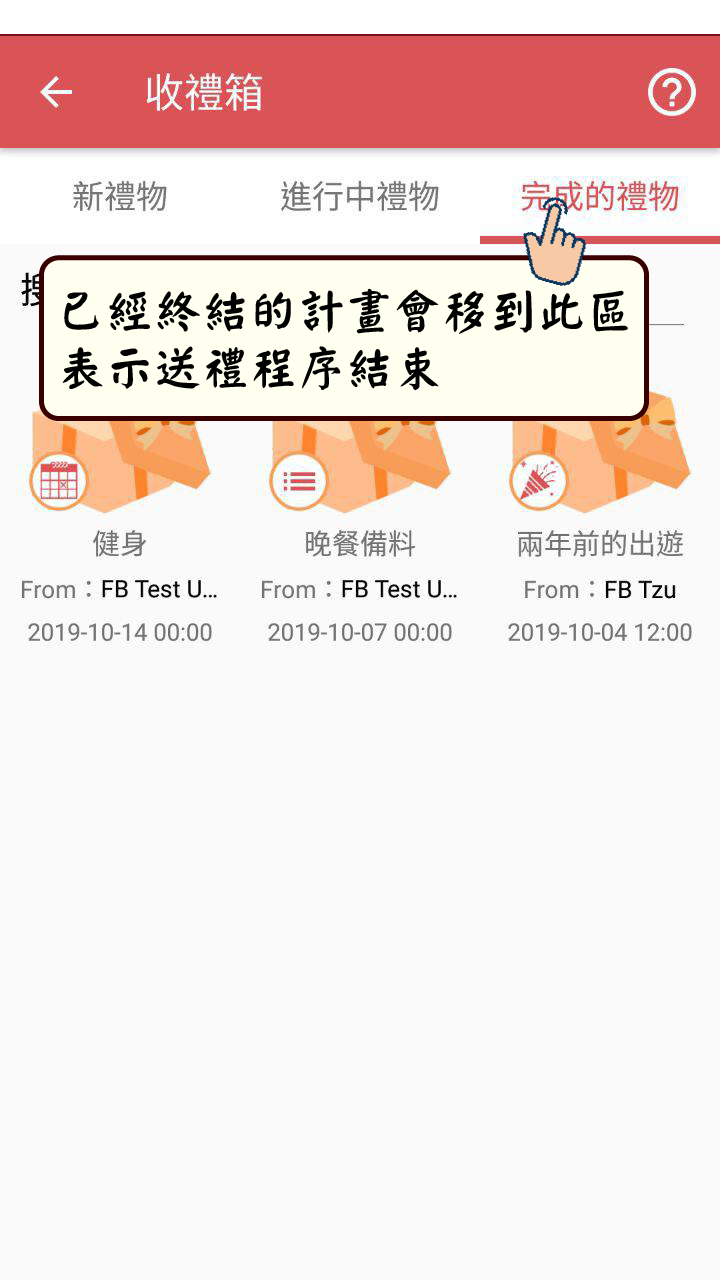 收禮箱
新禮物 進行中禮物 完成的禮物
已經終結的計畫會移到此區
表示送禮程序結束
健身 晚餐備料 兩年前的出遊
From：FB Test U... From：FB Test U... From：FB Tzu
2019-10-14 00:00 2019-10-07 00:00 2019-10-04 12:00